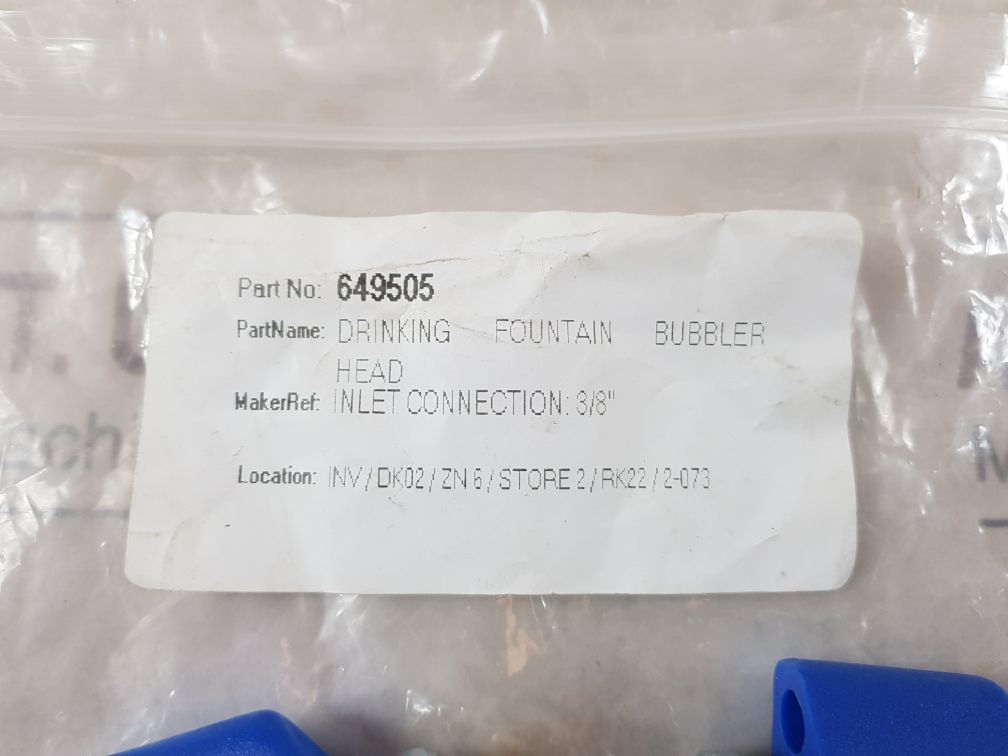 Part No: 649505
PartName: DRINKING FOUNTAIN BUBBLER
HEAD
MakerRef: INLET CONNECTION: 3/8"
Location: INV / DK02 / ZN 6 / STORE 2 / RK22 / 2-073